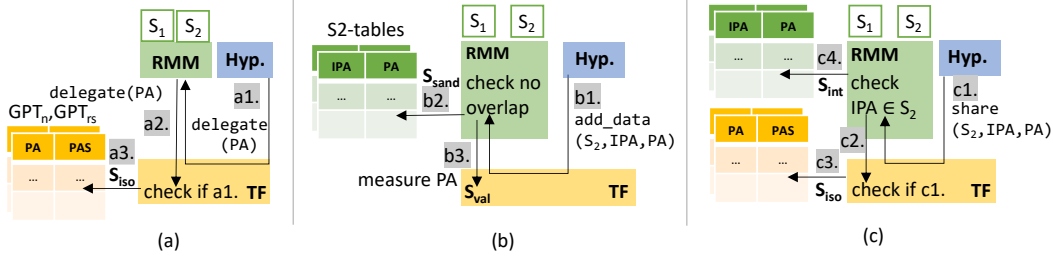 S1 S2
RMM
Hyp.
delegate(PA)
a1.
GPTn,GPTrs
a2.
delegate
(PA)
PA PAS
a3.
... ...
Siso
check if a1.
TF
(a)
S1 S2
S2-tables
RMM
Hyp.
IPA PA
Ssand
check no
overlap
... ...
b2.
b1.
add_data
(S2,IPA,PA)
b3.
measure PA
Sval
TF
(b)
S1 S2
IPA PA
RMM
Hyp.
... ...
c4.
Sint
check
IPA ∈ S2
c1.
share
(S2,IPA,PA)
PA PAS
c2.
... ...
c3.
Siso
check if c1.
TF
(c)